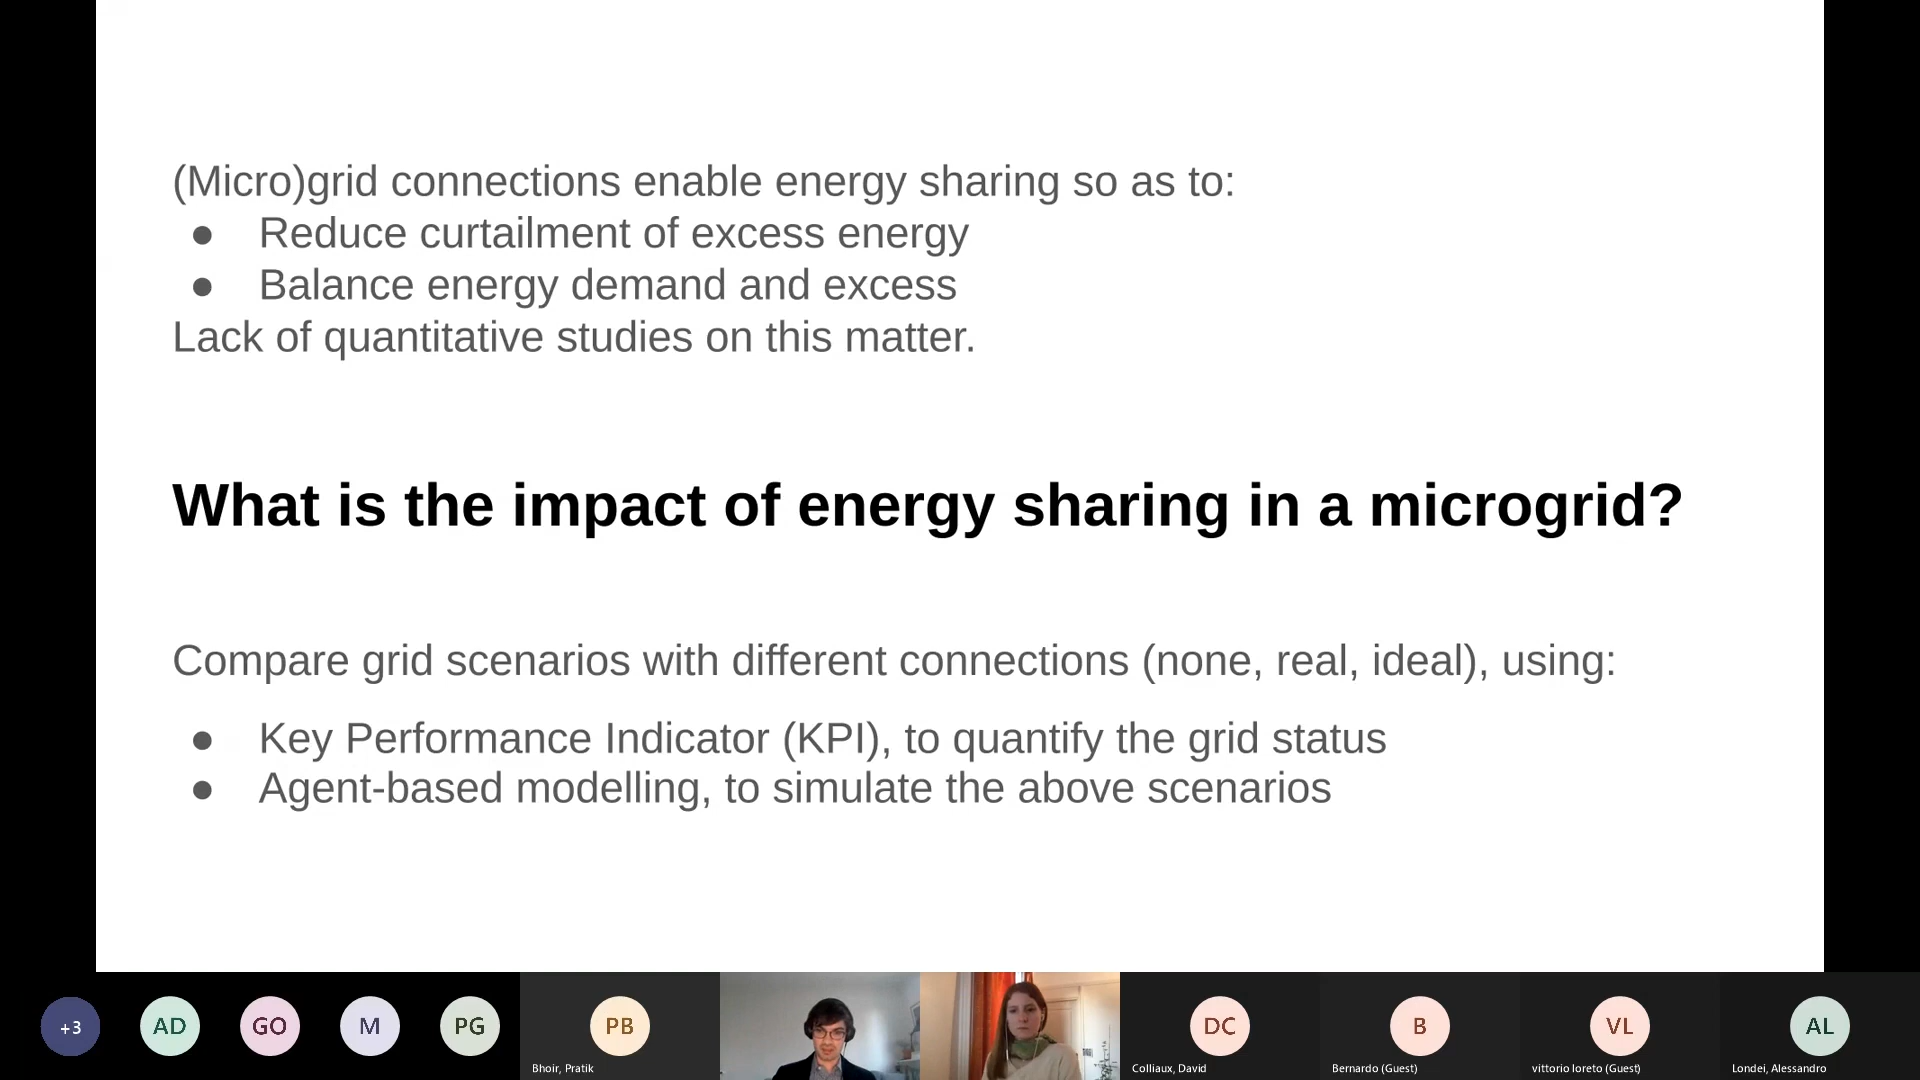 (Micro)grid connections enable energy sharing so as to:
● Reduce curtailment of excess energy
● Balance energy demand and excess
Lack of quantitative studies on this matter.
What is the impact of energy sharing in a microgrid?
Compare grid scenarios with different connections (none, real, ideal), using:
● Key Performance Indicator (KPI), to quantify the grid status
● Agent-based modelling, to simulate the above scenarios
+3
AD
GO
M
PG
PB
Bhoir, Pratik
DC
Colliaux, David
B
Bernardo (Guest)
VL
vittorio loreto (Guest)
AL
Londei, Alessandro